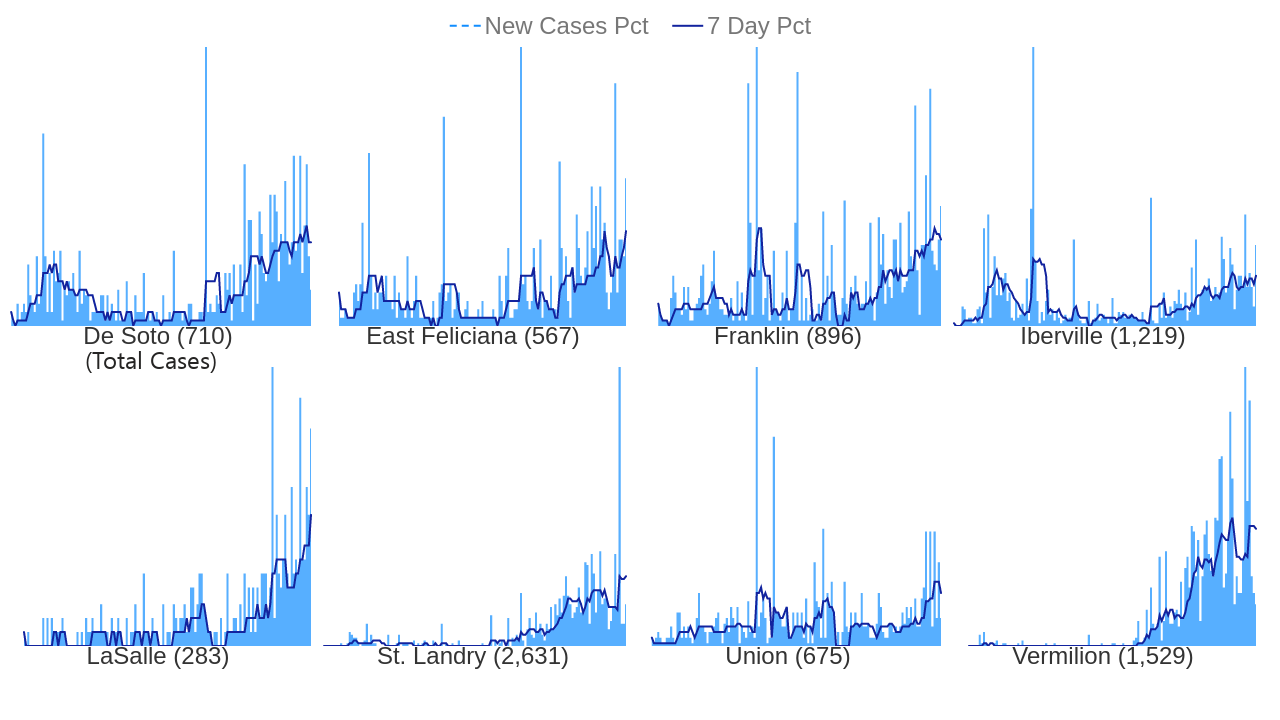 New Cases Pct 7 Day Pct
De Soto (710) East Feliciana (567) Franklin (896) Iberville (1,219)
(Total Cases)
LaSalle (283) St. Landry (2,631) Union (675) Vermilion (1,529)